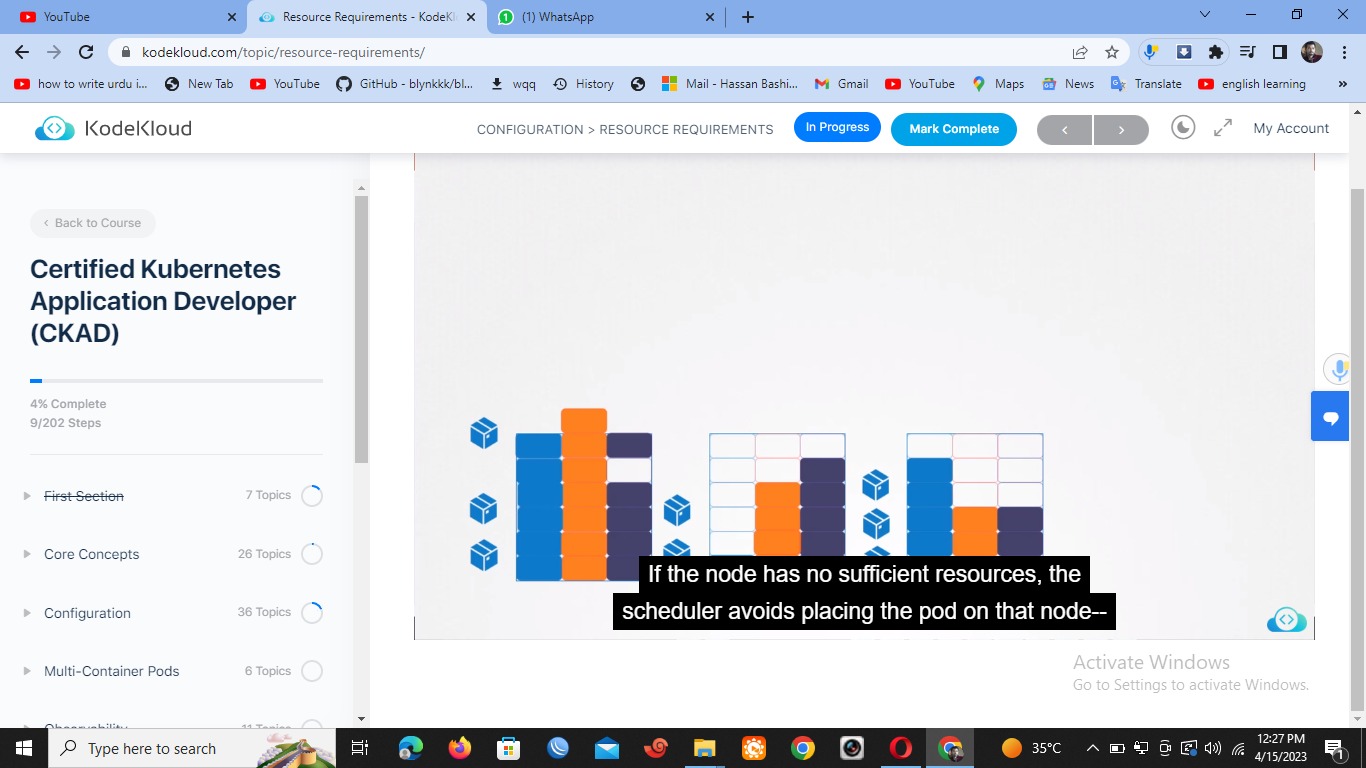 YouTube
Resource Requirements - KodeKl
(1) WhatsApp
kodekloud.com/topic/resource-requirements/
how to write urdu i...
New Tab
YouTube
GitHub - blynkkk/bl...
wqq
History
Mail - Hassan Bashi...
Gmail
YouTube
Maps
News
Translate
english learning
»
KodeKloud
CONFIGURATION > RESOURCE REQUIREMENTS
In Progress
Mark Complete
My Account
Back to Course
Certified Kubernetes
Application Developer
(CKAD)
4% Complete
9/202 Steps
First Section
7 Topics
Core Concepts
26 Topics
Configuration
36 Topics
Multi-Container Pods
6 Topics
Observability
11 Topics
If the node has no sufficient resources, the
scheduler avoids placing the pod on that node--
Activate Windows
Go to Settings to activate Windows.
Type here to search
35°C
12:27 PM
4/15/2023
1